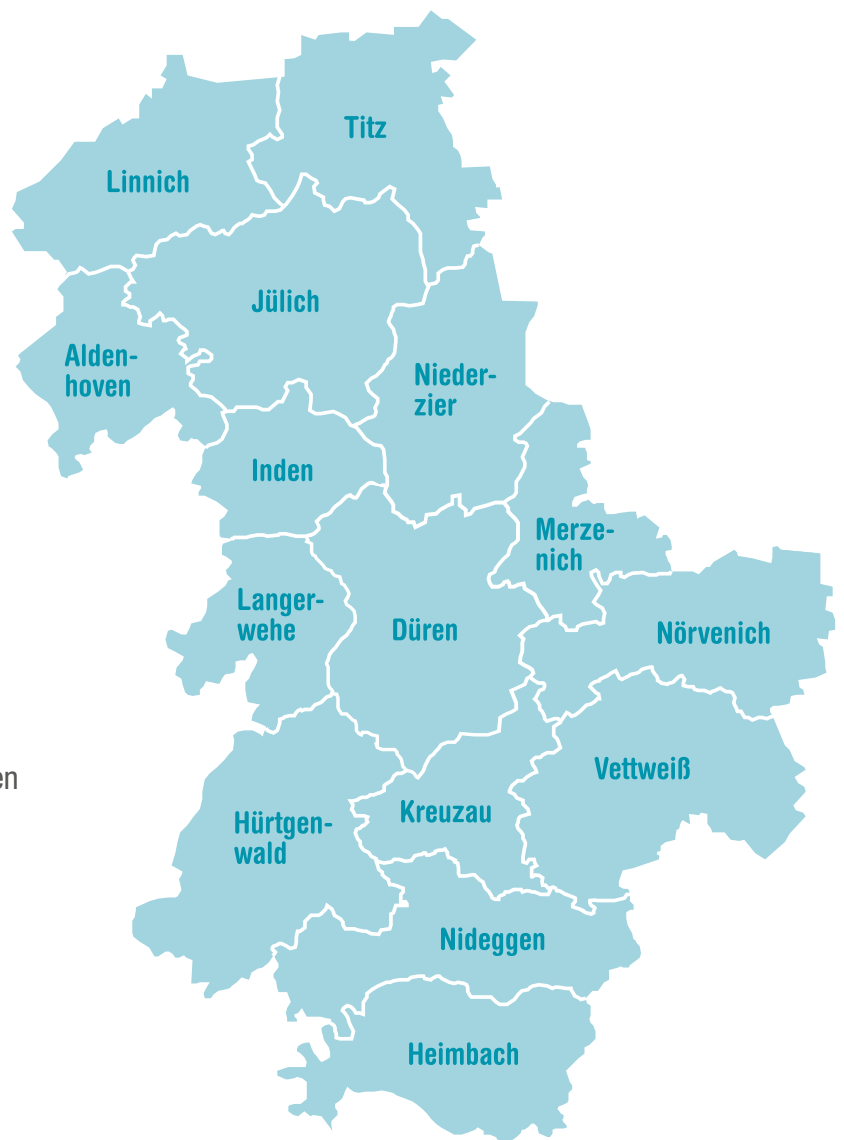 Titz
Linnich
Jülich
Alden-
hoven
Nieder-
zier
Inden
Merze-
nich
Langer-
wehe
Düren
Nörvenich
Vettweiß
en
Kreuzau
Hürtgen-
wald
Nideggen
Heimbach